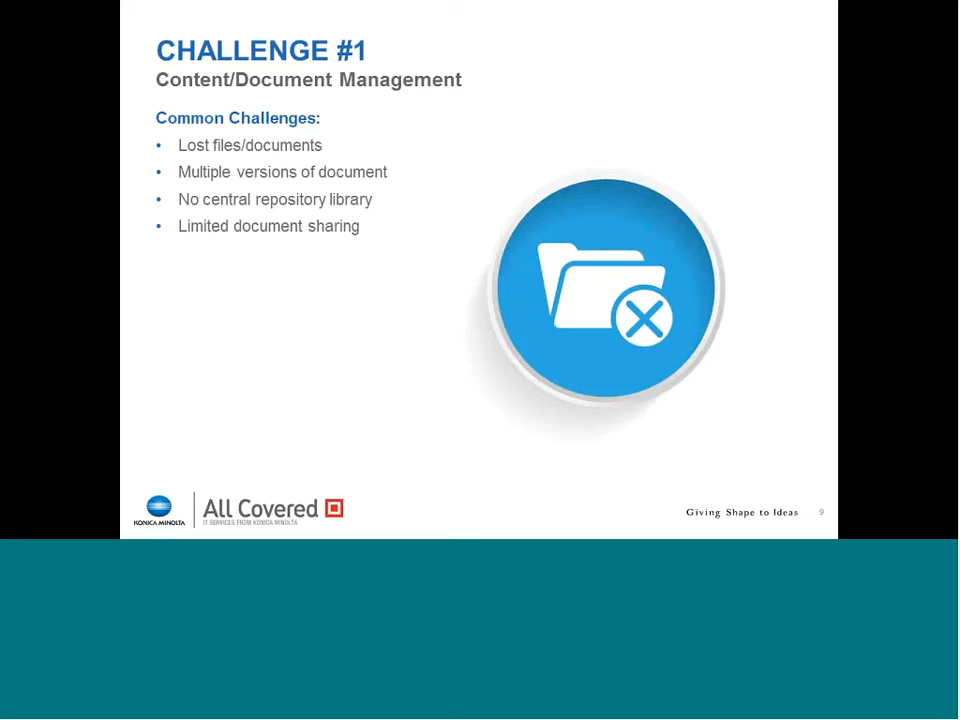 CHALLENGE #1
Content/Document Management
Common Challenges:
• Lost files/documents
• Multiple versions of document
• No central repository library
• Limited document sharing
KONICA MINOLTA
All Covered
IT SERVICES FROM KONICA MINOLTA
Giving Shape to Ideas
9